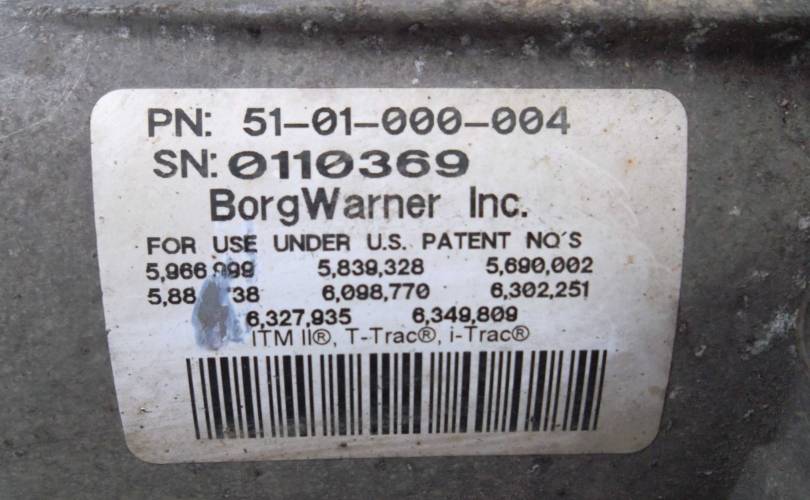 PN: 51-01-000-004
SN: 0110369
BorgWarner Inc.
FOR USE UNDER U.S. PATENT NO'S
5,966,999 5,839,328 5,690,002
6,098,770 6,302,251
6,327,935 6,349,809
ITM II®, T-Trac®, i-Trac®